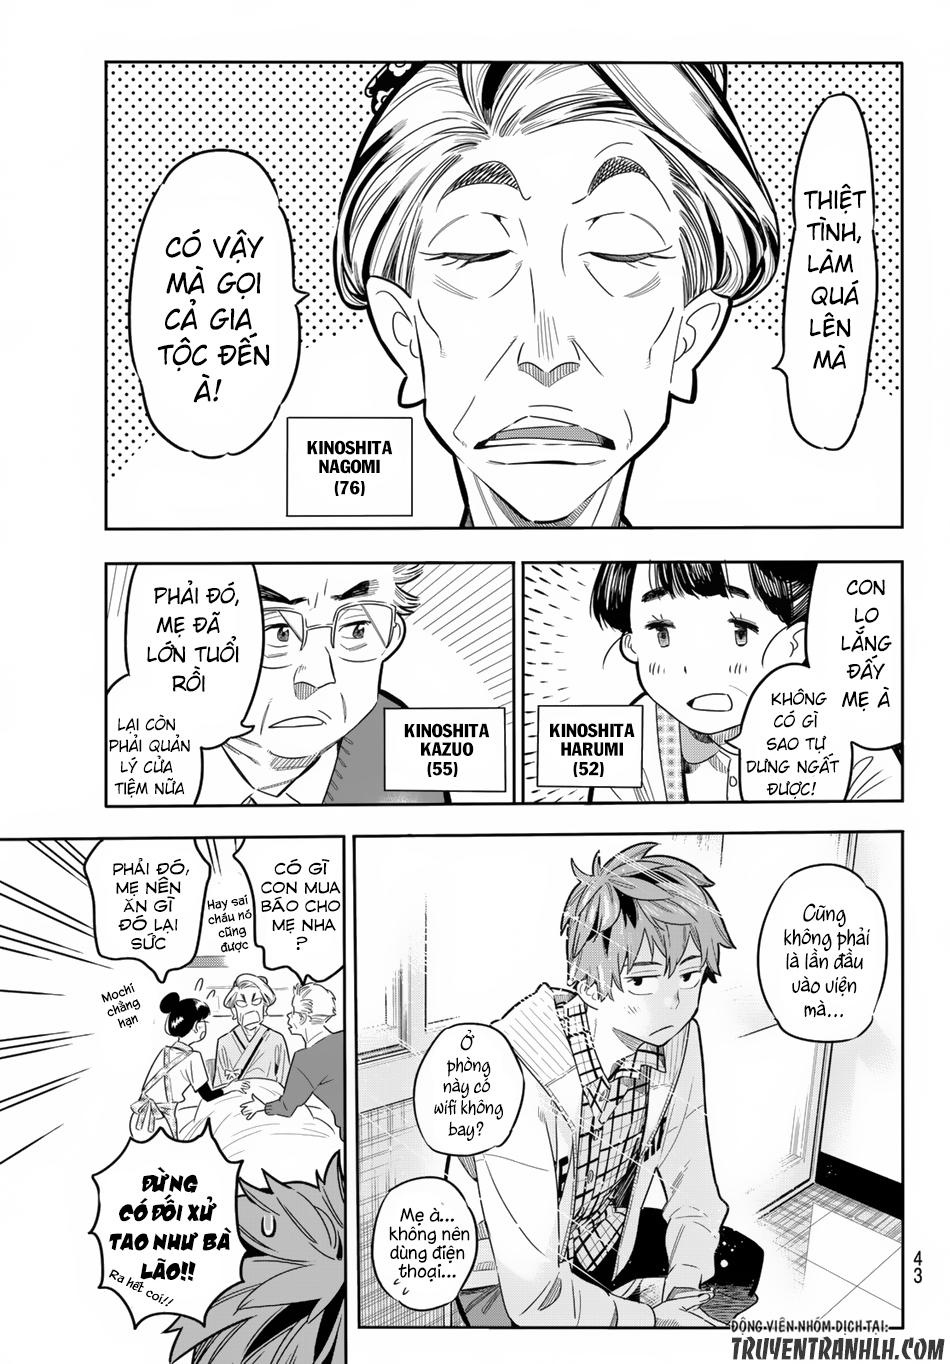 THIỆT
TÌNH,
LÀM
QUÁ
LÊN
MÀ
CÓ VẬY
MÀ GỌI
CẢ GIA
TỘC ĐẾN
À!
KINOSHITA
NAGOMI
(76)
CON
LO
LẮNG
ĐẤY
MẸ À
KHÔNG
CÓ GÌ
SAO TỰ
DƯNG NGẤT
ĐƯỢC!
KINOSHITA
HARUMI
(52)
PHẢI ĐÓ,
MẸ ĐÃ
LỚN TUỔI
RỒI
LẠI CÒN
PHẢI QUẢN
LÝ CỬA
TIỆM NỮA
KINOSHITA
KAZUO
(55)
Cũng
không phải
là lần đầu
vào viện
mà...
Ở
phòng
này có
wifi không
bay?
Mẹ à...
không nên
dùng điện
thoại...
CÓ GÌ
CON MUA
BÁO CHO
MẸ NHA
?
Hay sai
cháu nó
cũng
được
PHẢI ĐÓ,
MẸ NÊN
ĂN GÌ
ĐÓ LẠI
SỨC
Mochi
chẳng
hạn
ĐỪNG
CÓ ĐỐI XỬ
TAO NHƯ BÀ
LÃO!!
Ra hết coi!!
43
ĐỘNG VIÊN NHÓM DỊCH TẠI:
TRUYENTRANHLH.COM